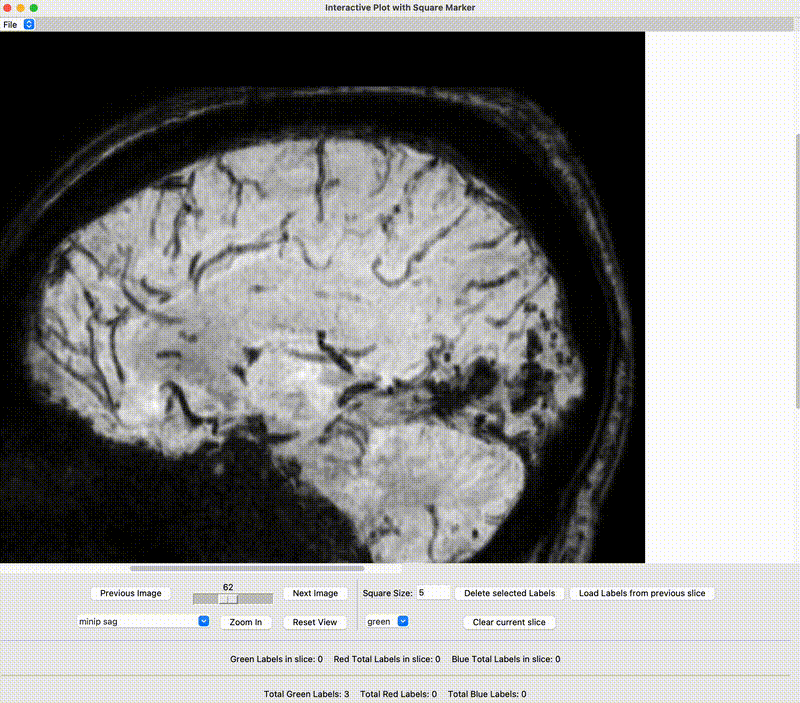 Interactive Plot with Square Marker
File
62
Previous Image
Next Image
Square Size: 5
Delete selected Labels
Load Labels from previous slice
minip sag
Zoom In
Reset View
green
Clear current slice
Green Labels in slice: 0 Red Total Labels in slice: 0 Blue Total Labels in slice: 0
Total Green Labels: 3 Total Red Labels: 0 Total Blue Labels: 0